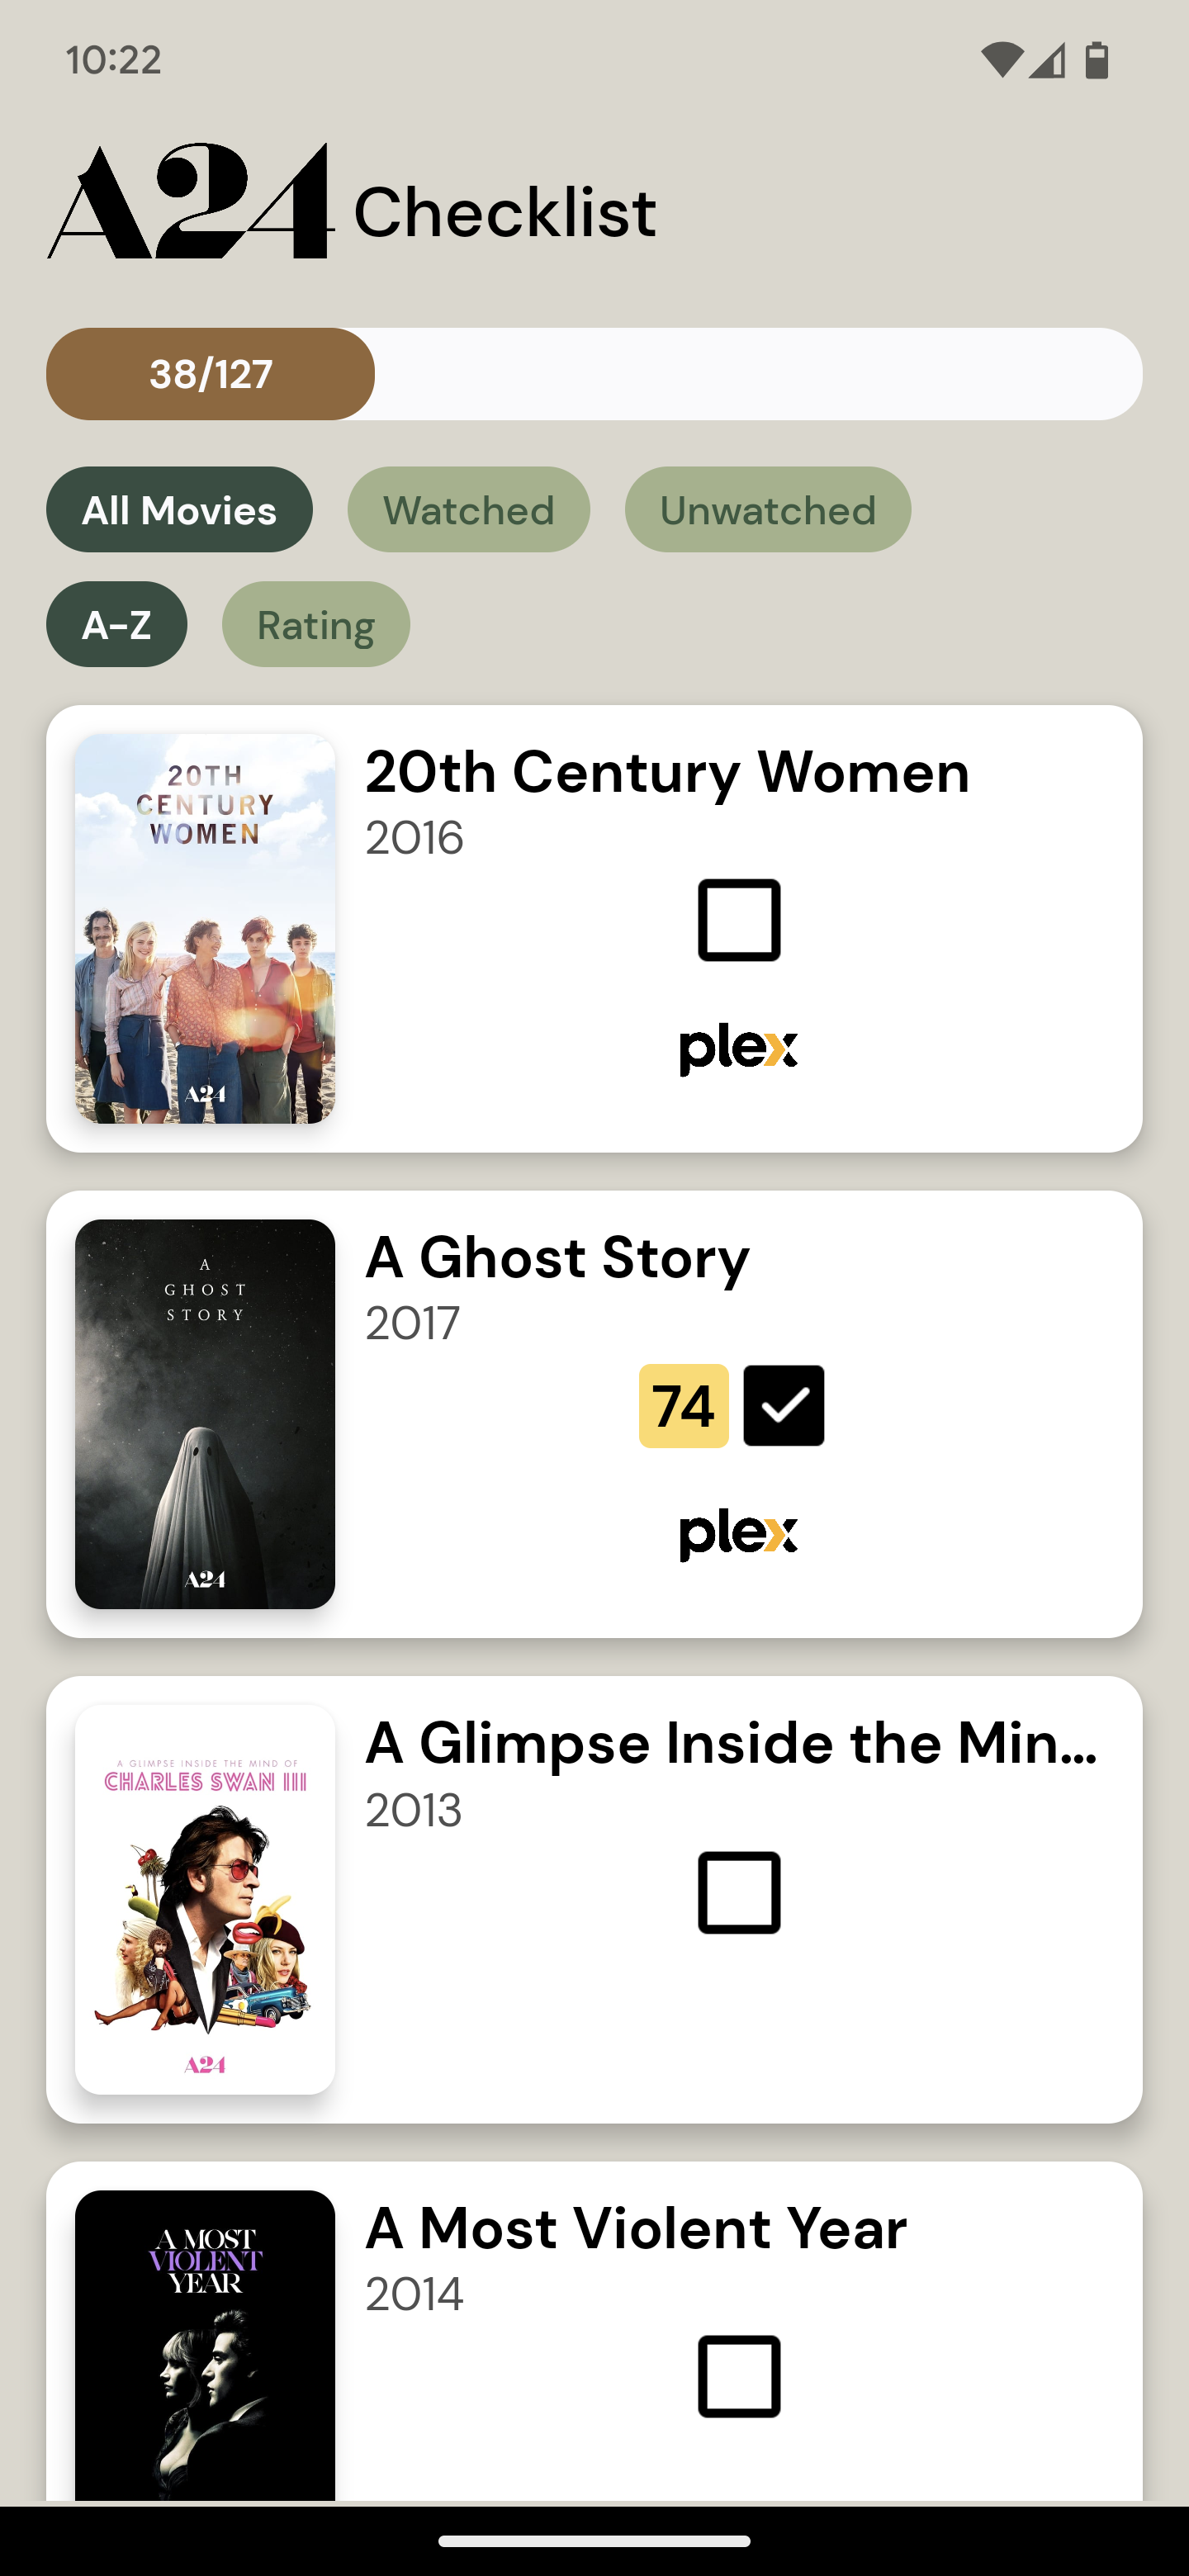 10:22
A24 Checklist
38/127
All Movies Watched Unwatched
A-Z Rating
20TH
CENTURY
WOMEN
A24
20th Century Women
2016
plex
A
GHOST
STORY
A24
A Ghost Story
2017
74
plex
A GLIMPSE INSIDE THE MIND OF
CHARLES SWAN III
A24
A Glimpse Inside the Min...
2013
A MOST
VIOLENT
YEAR
A Most Violent Year
2014